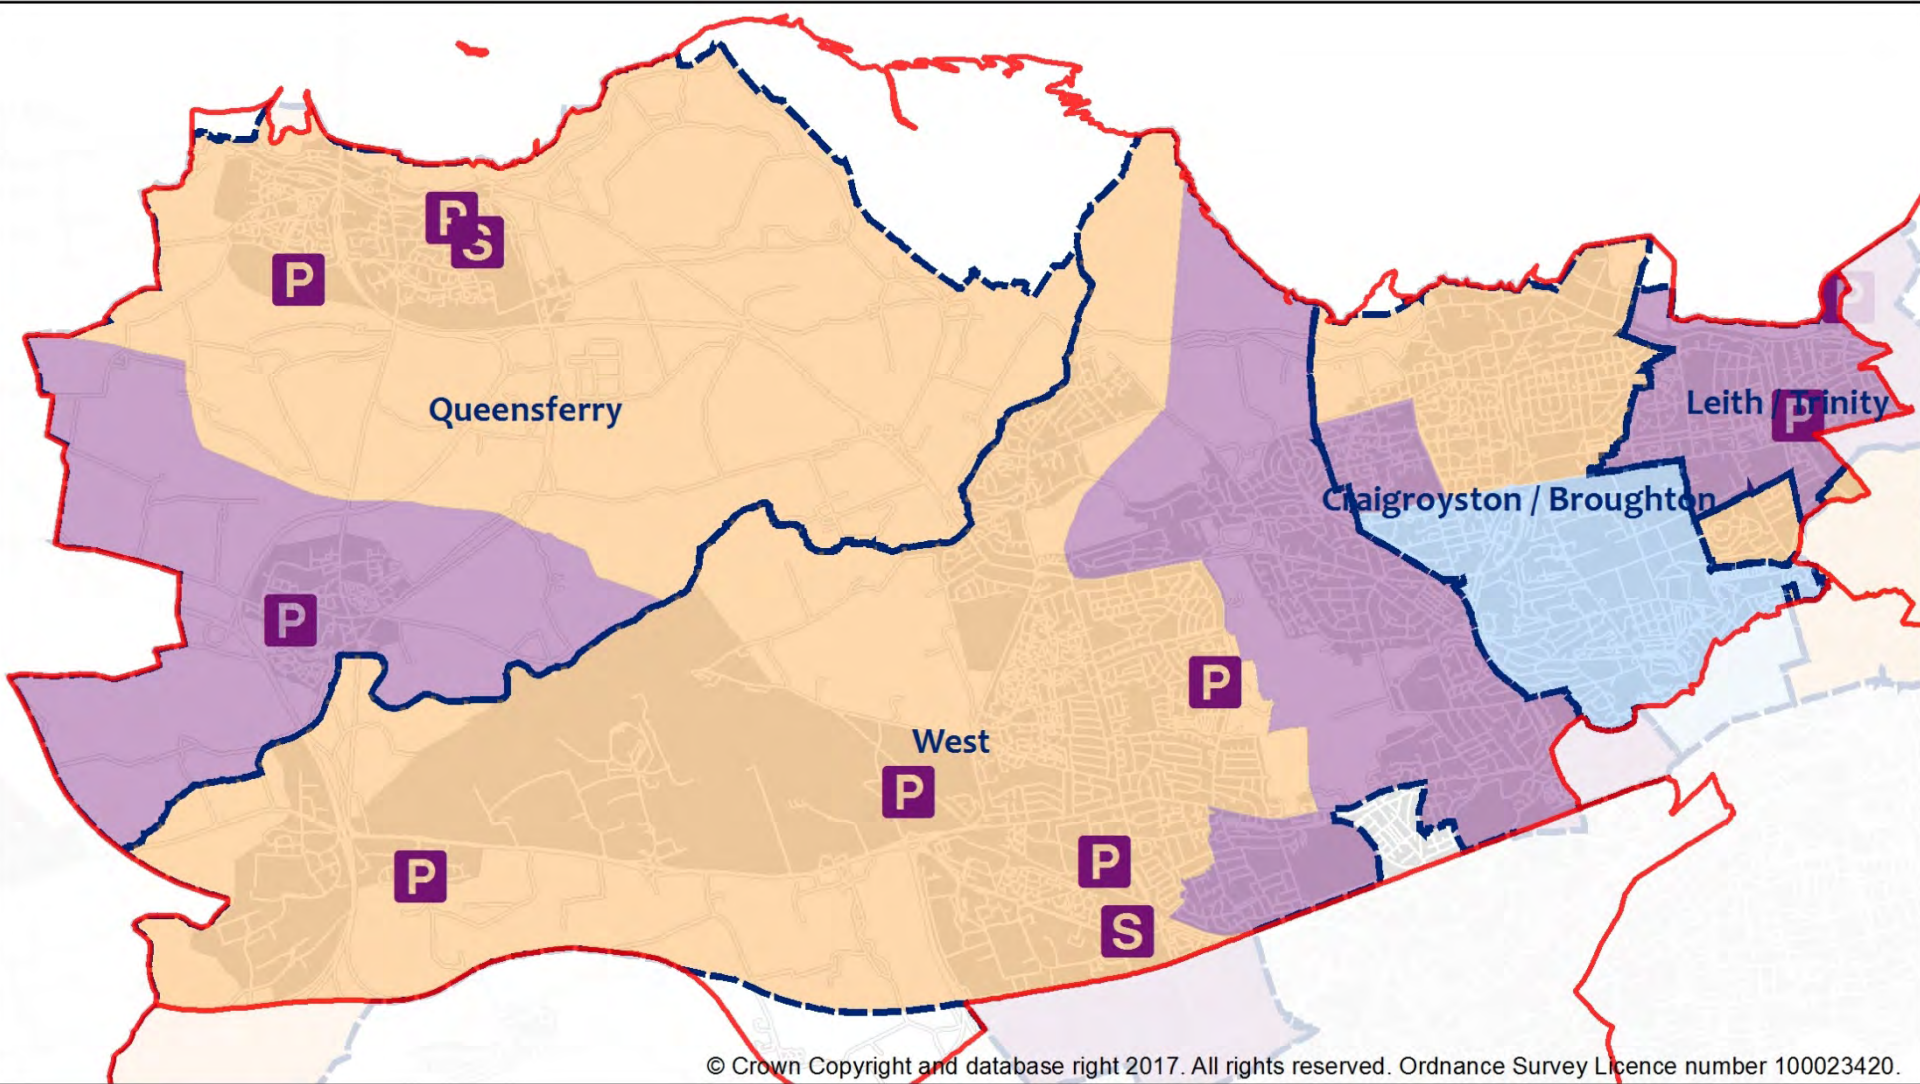 P
S
P
Queensferry
P
Leith / Trinity
P
Craigroyston / Broughton
P
P
West
P
P
P
S
© Crown Copyright and database right 2017. All rights reserved. Ordnance Survey Licence number 100023420.